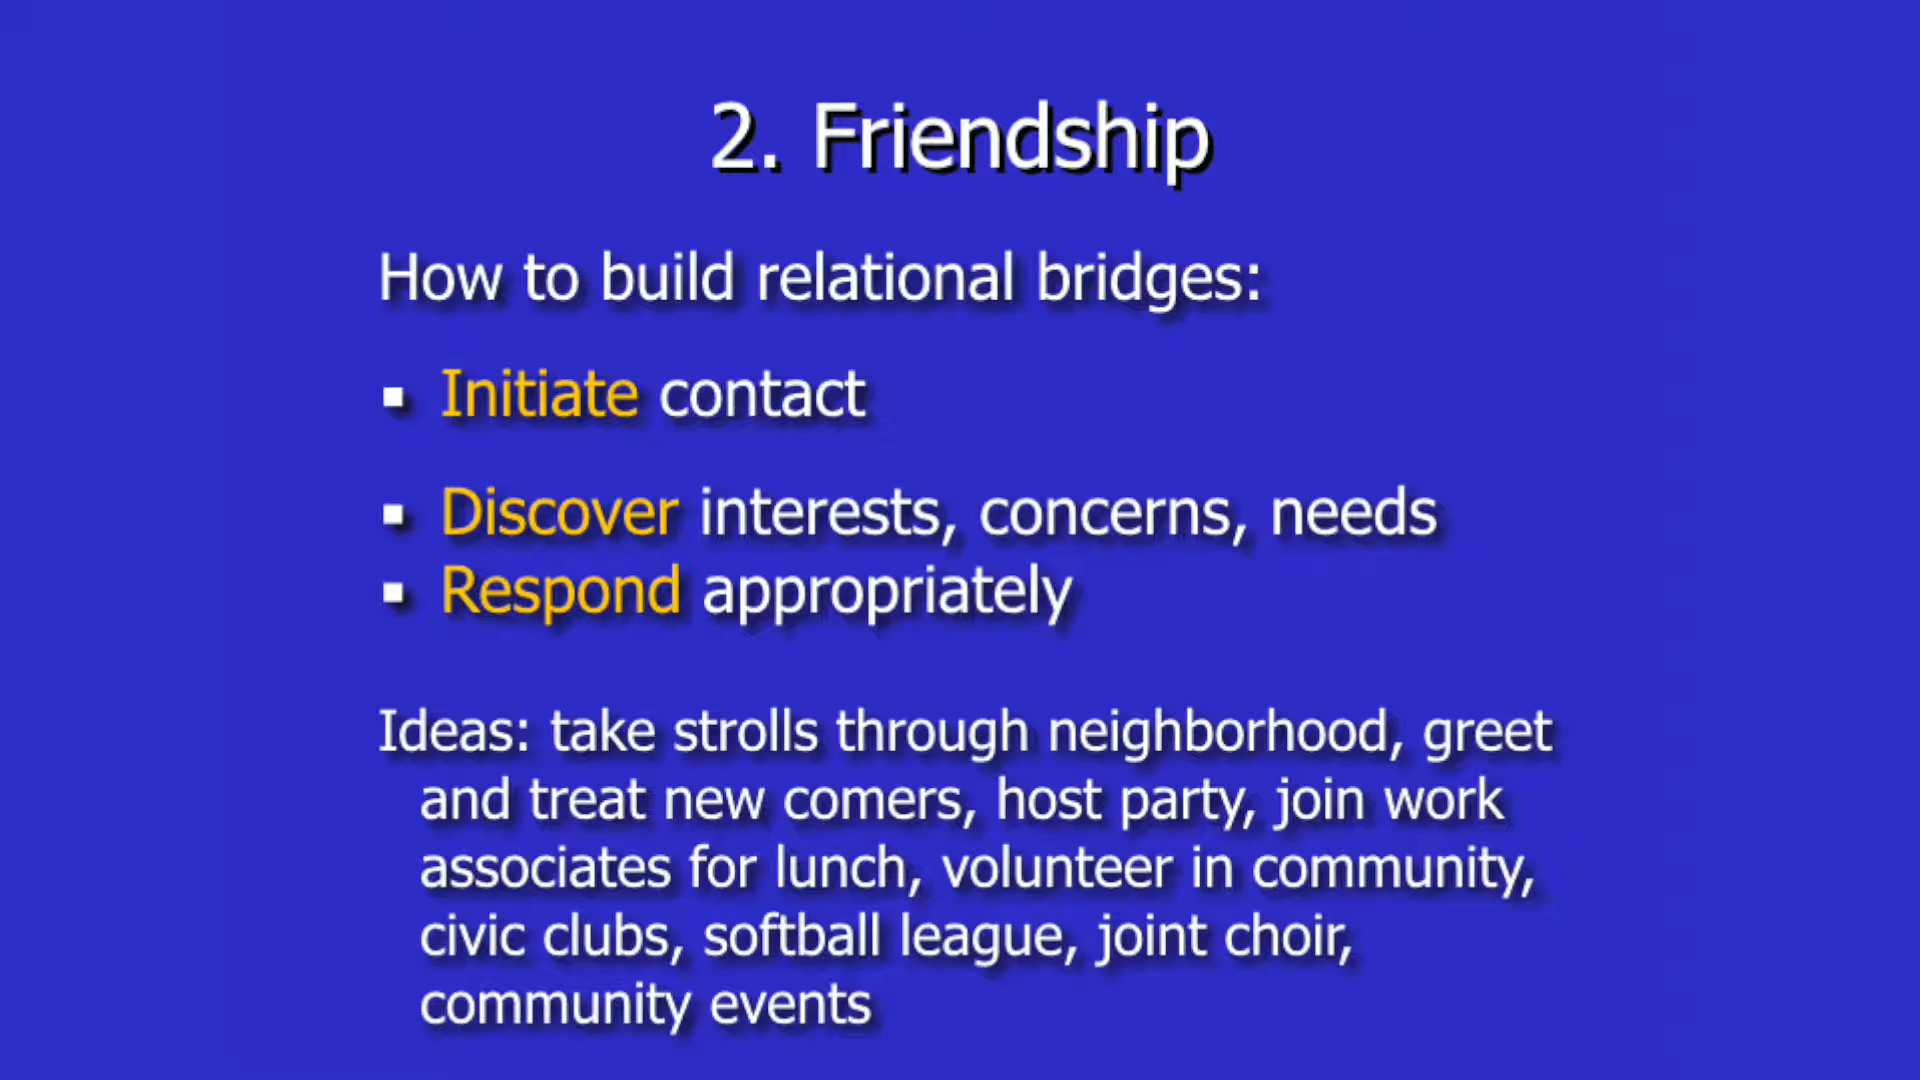 2. Friendship
How to build relational bridges:
▪ Initiate contact
▪ Discover interests, concerns, needs
▪ Respond appropriately
Ideas: take strolls through neighborhood, greet
and treat new comers, host party, join work
associates for lunch, volunteer in community,
civic clubs, softball league, joint choir,
community events